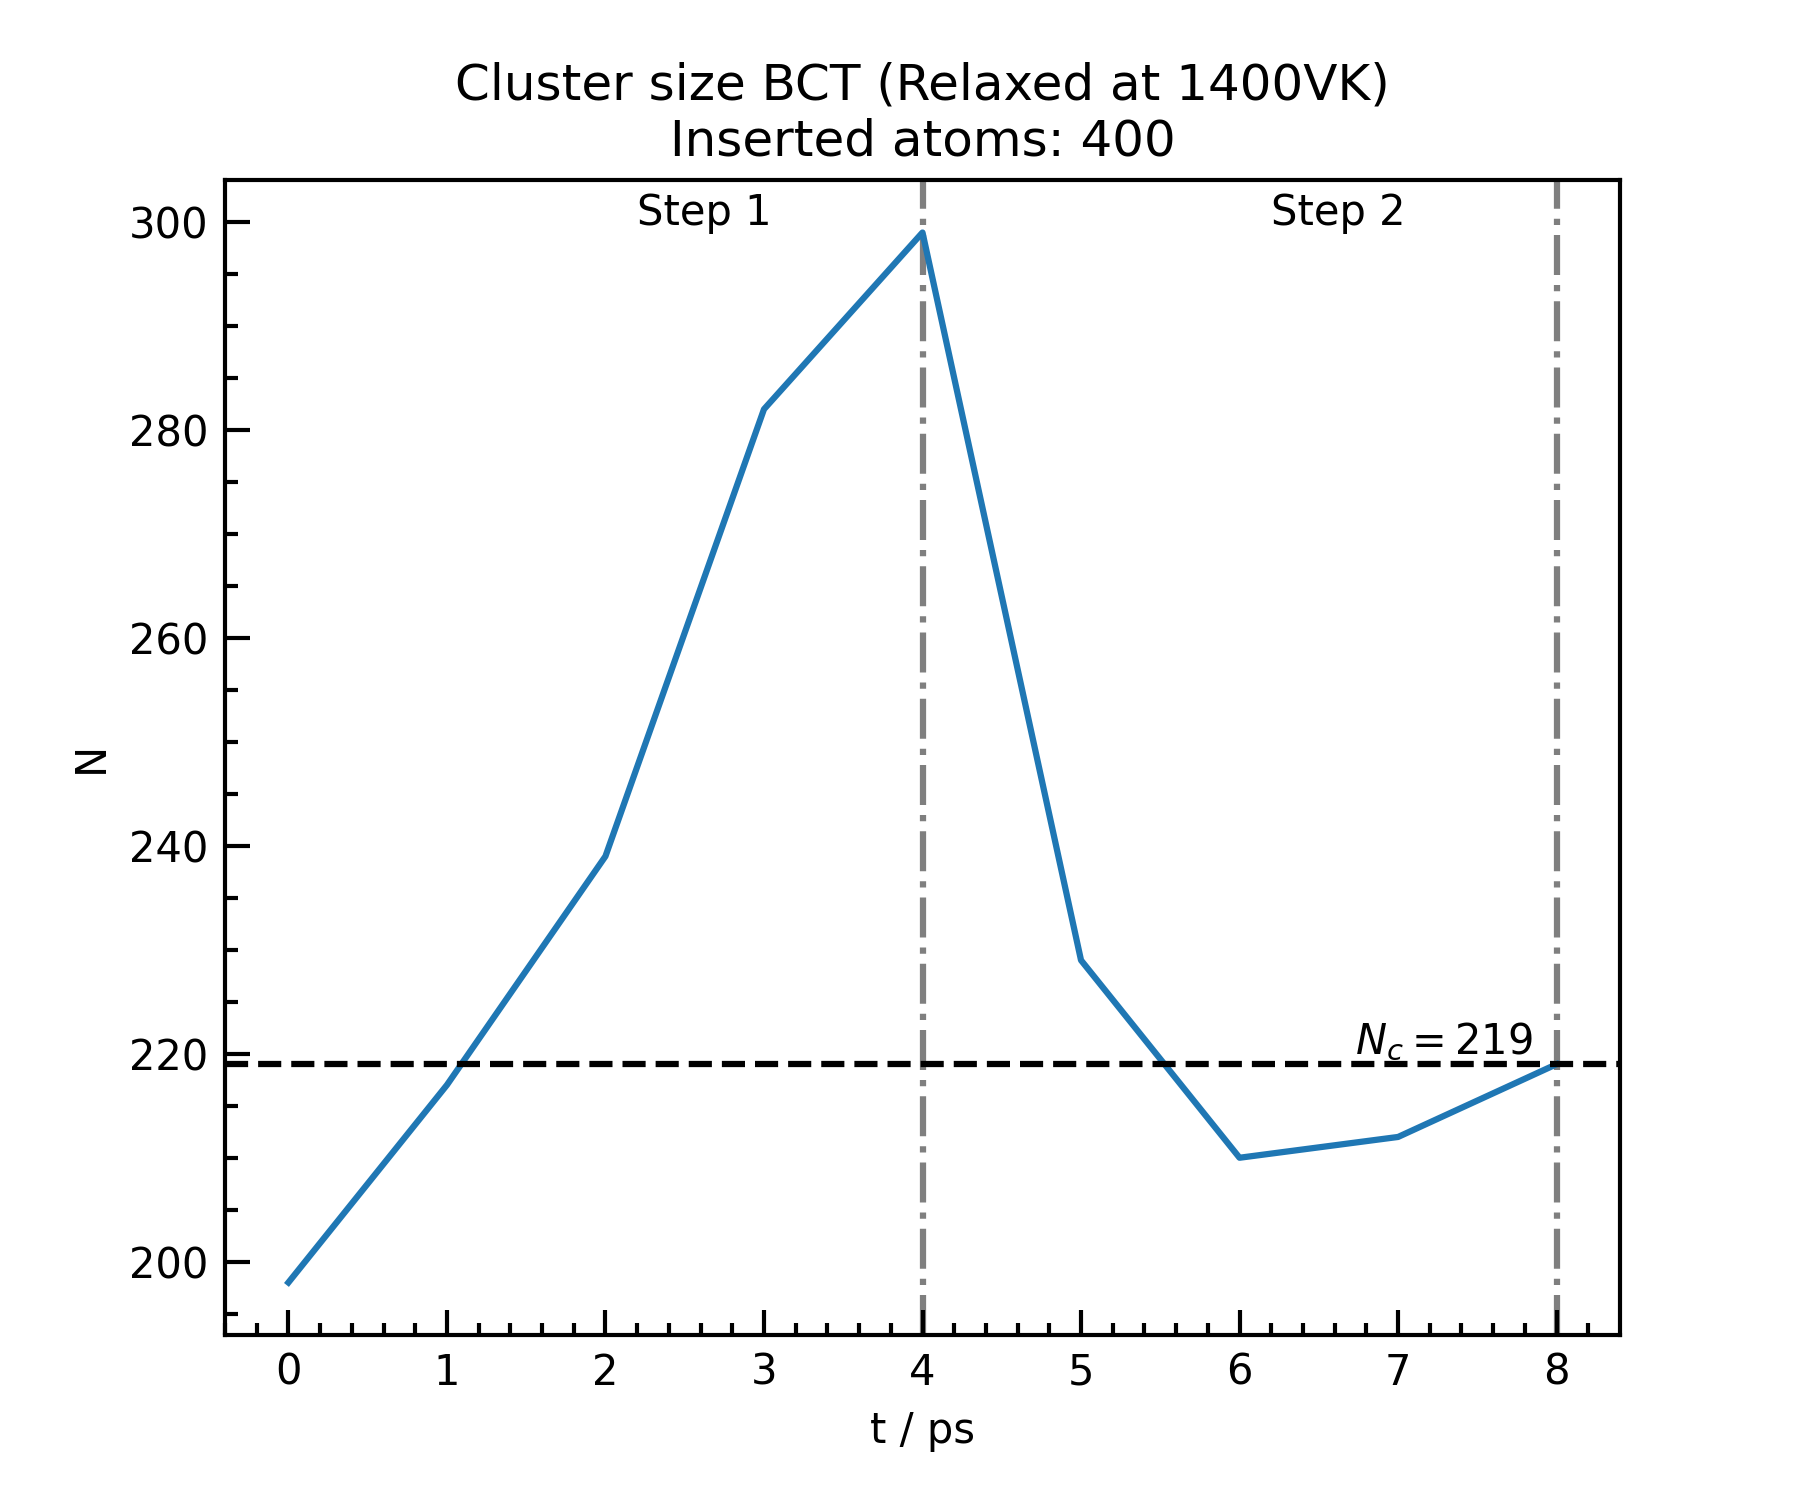 Cluster size BCT (Relaxed at 1400VK)
Inserted atoms: 400
Step 1
Step 2
300
280
260
240
220
200
N
N_c = 219
0 1 2 3 4 5 6 7 8
t / ps